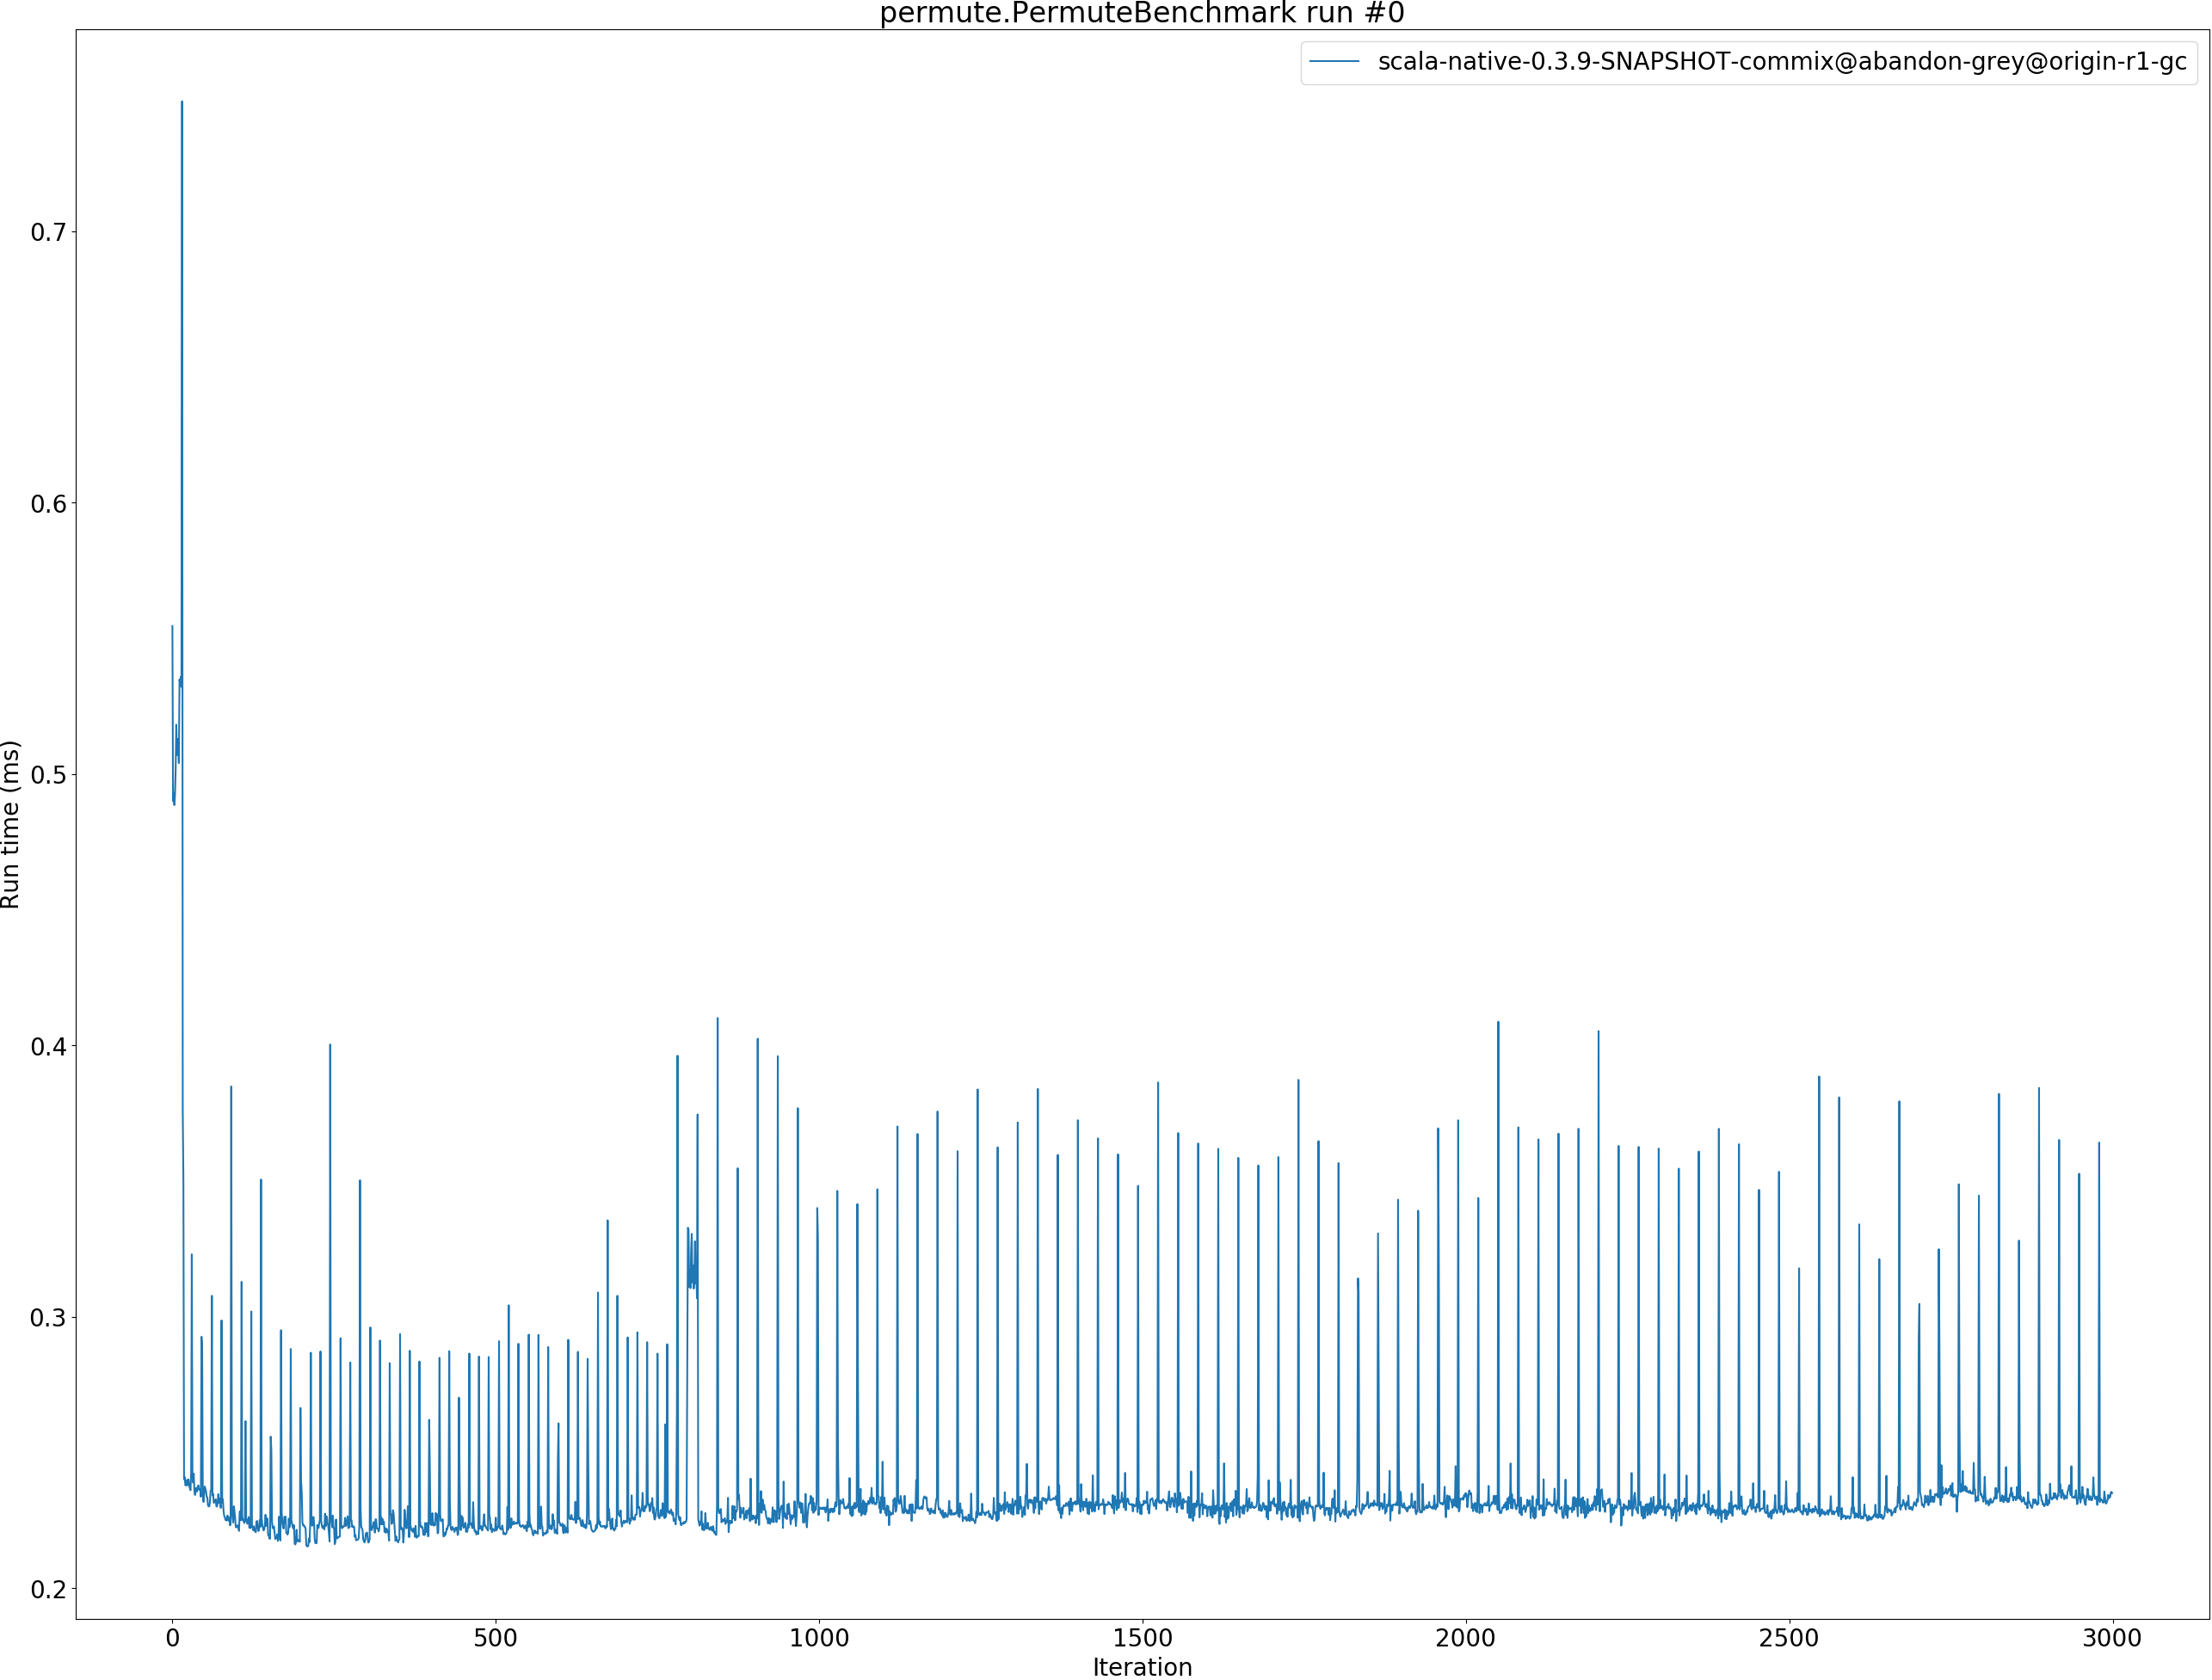 permute.PermuteBenchmark run #0
scala-native-0.3.9-SNAPSHOT-commix@abandon-grey@origin-r1-gc
0.7
0.6
0.5
0.4
0.3
0.2
Run time (ms)
0 500 1000 1500 2000 2500 3000
Iteration